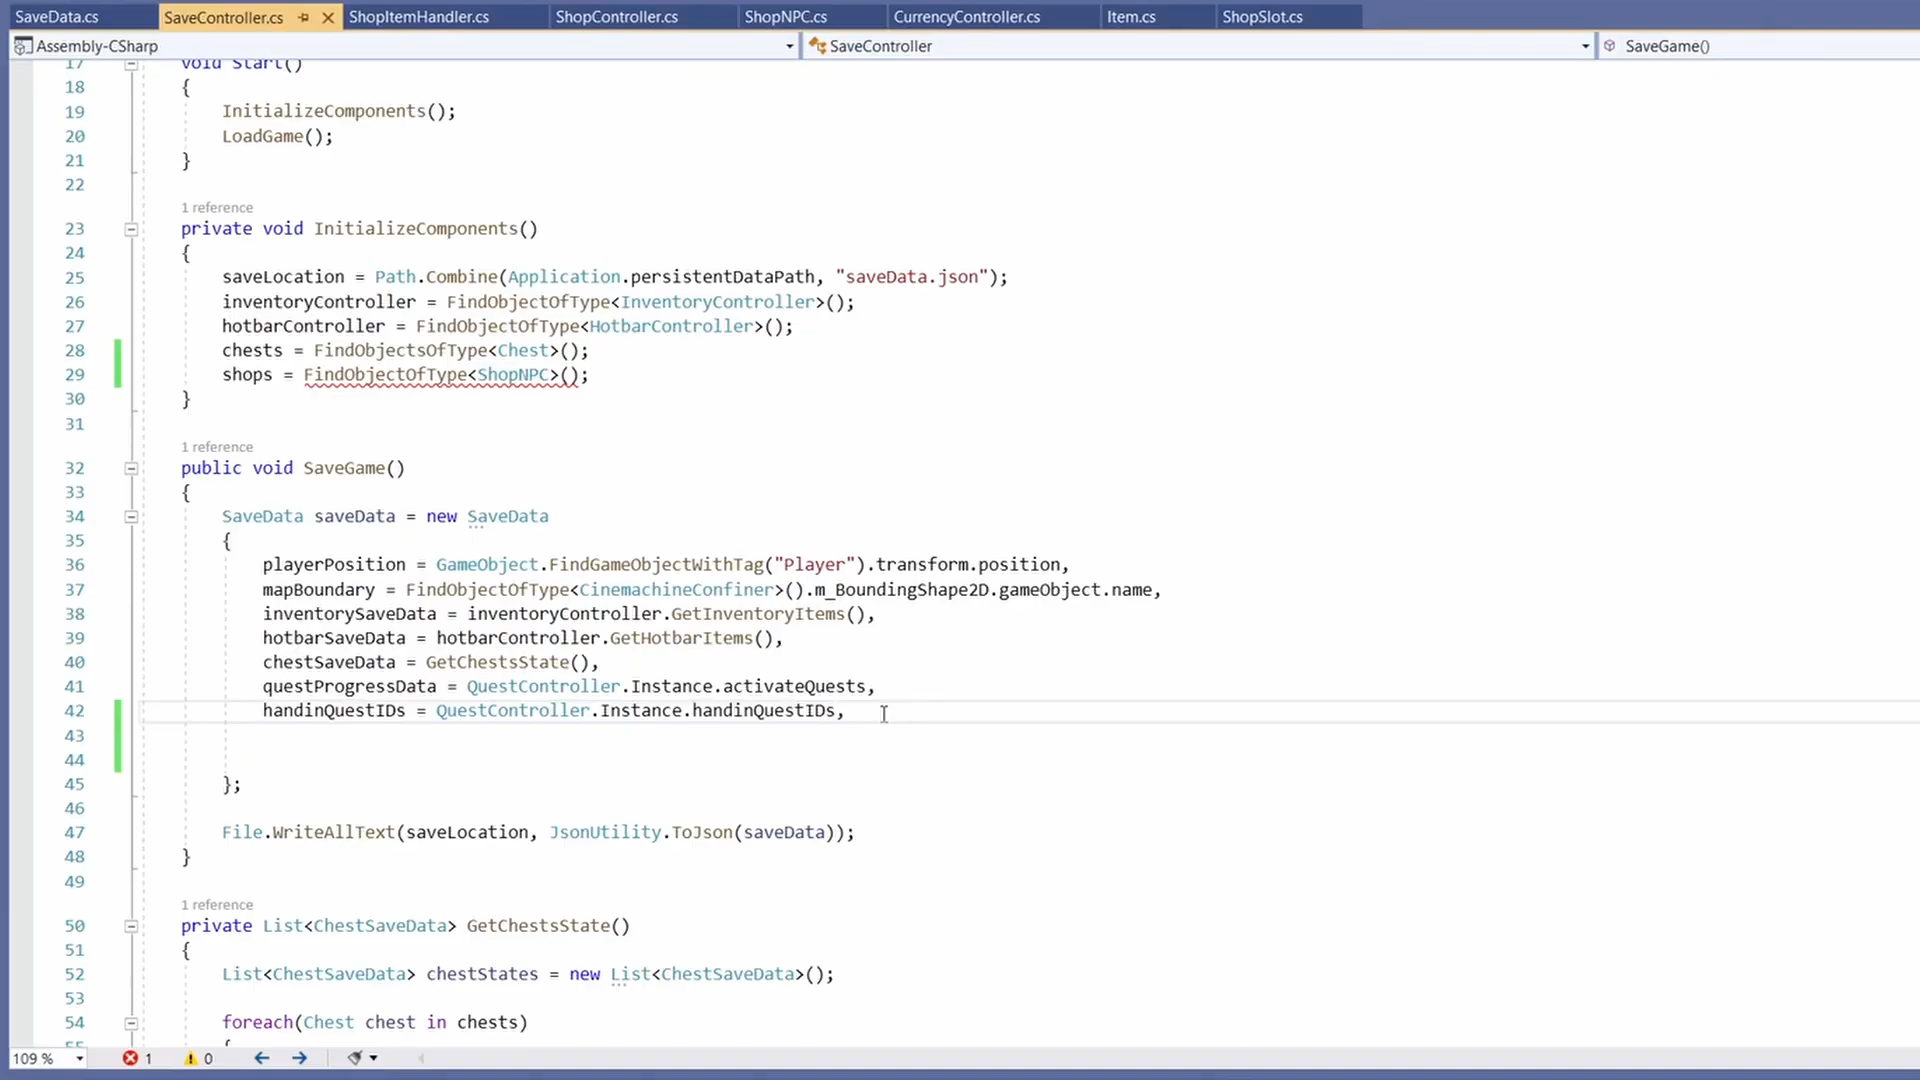 SaveData.cs SaveController.cs ShopItemHandler.cs ShopController.cs ShopNPC.cs CurrencyController.cs Item.cs ShopSlot.cs
Assembly-CSharp SaveController SaveGame()
17 void Start()
18 {
19 InitializeComponents();
20 LoadGame();
21 }
22
1 reference
23 private void InitializeComponents()
24 {
25 saveLocation = Path.Combine(Application.persistentDataPath, "saveData.json");
26 inventoryController = FindObjectOfType<InventoryController>();
27 hotbarController = FindObjectOfType<HotbarController>();
28 chests = FindObjectsOfType<Chest>();
29 shops = FindObjectOfType<ShopNPC>();
30 }
31
1 reference
32 public void SaveGame()
33 {
34 SaveData saveData = new SaveData
35 {
36 playerPosition = GameObject.FindGameObjectWithTag("Player").transform.position,
37 mapBoundary = FindObjectOfType<CinemachineConfiner>().m_BoundingShape2D.gameObject.name,
38 inventorySaveData = inventoryController.GetInventoryItems(),
39 hotbarSaveData = hotbarController.GetHotbarItems(),
40 chestSaveData = GetChestsState(),
41 questProgressData = QuestController.Instance.activateQuests,
42 handinQuestIDs = QuestController.Instance.handinQuestIDs,
43
44
45 };
46
47 File.WriteAllText(saveLocation, JsonUtility.ToJson(saveData));
48 }
49
1 reference
50 private List<ChestSaveData> GetChestsState()
51 {
52 List<ChestSaveData> chestStates = new List<ChestSaveData>();
53
54 foreach(Chest chest in chests)
55 {
109 % 1 0